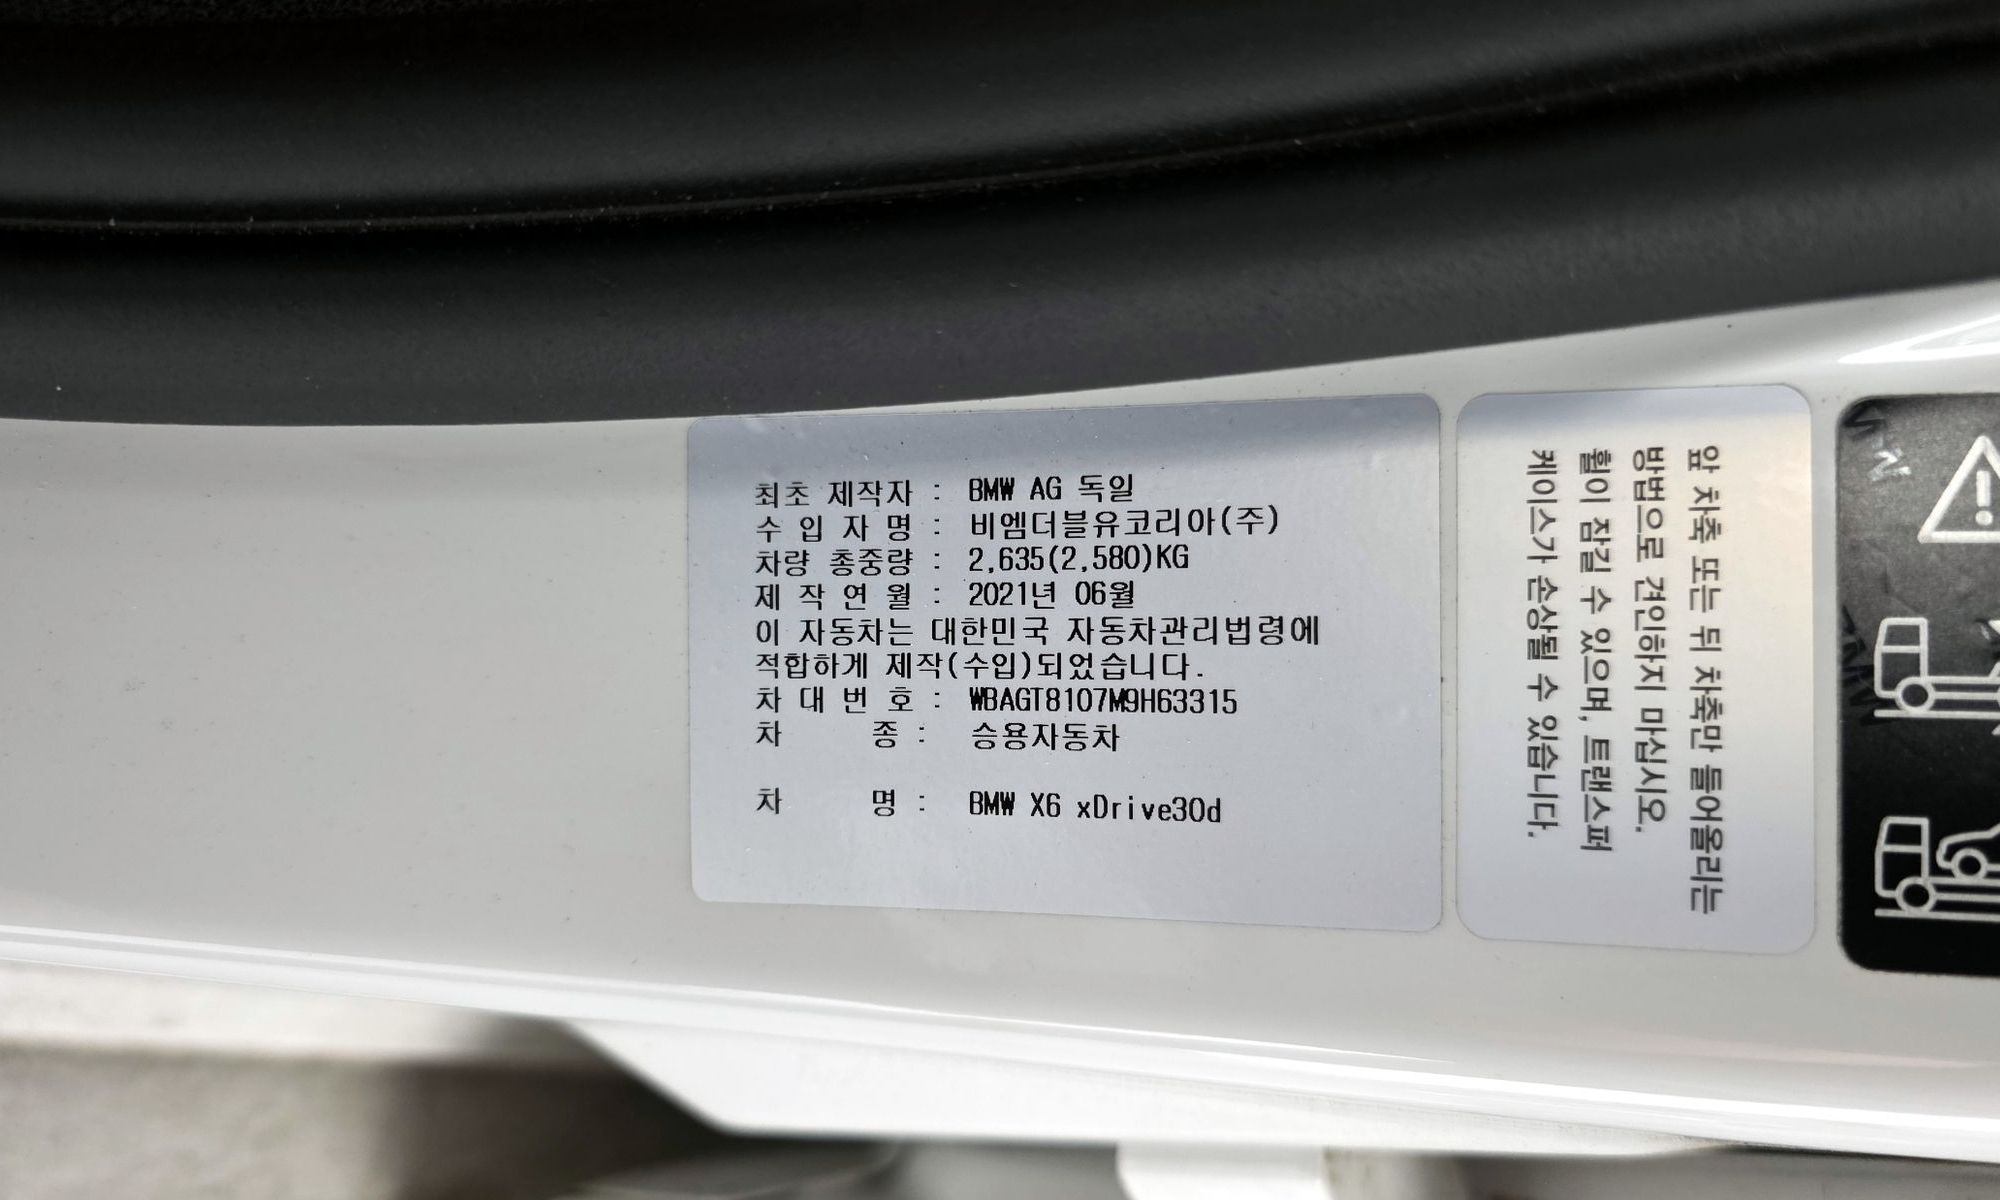 최초 제작자 : BMW AG 독일
수 입 자 명 : 비엠더블유코리아(주)
차량 총중량 : 2,635(2,580)KG
제 작 연 월 : 2021년 06월
이 자동차는 대한민국 자동차관리법령에
적합하게 제작(수입)되었습니다.
차 대 번 호 : WBAGT8107M9H63315
차 종 : 승용자동차
차 명 : BMW X6 xDrive30d
앞 차축 또는 뒤 차축만 들어올리는
방법으로 견인하지 마십시오.
휠이 잠길 수 있으며, 트랜스퍼
케이스가 손상될 수 있습니다.